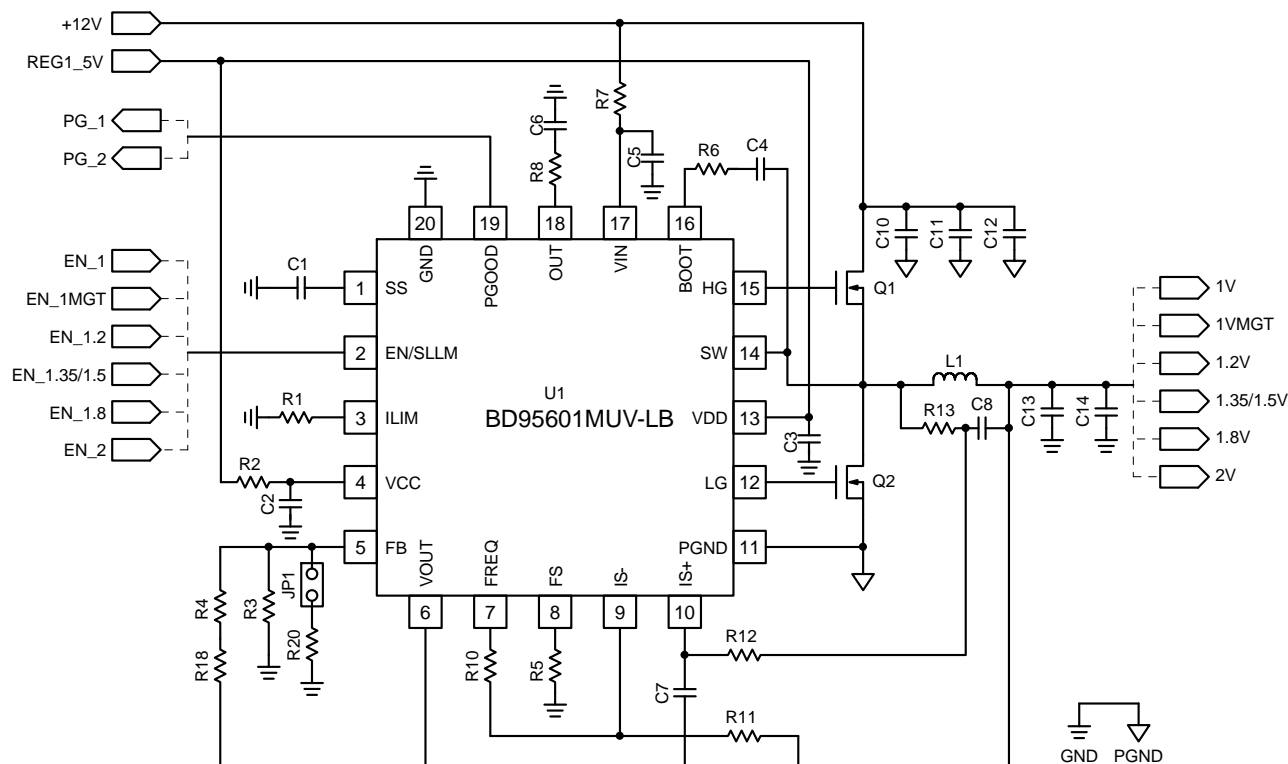 +12V
REG1_5V
PG_1
PG_2
R7
C6
R8
C5
R6
C4
20
19
18
17
16
GND
PGOOD
OUT
VIN
BOOT
C10
C11
C12
EN_1
EN_1MGT
EN_1.2
EN_1.35/1.5
EN_1.8
EN_2
C1
1
SS
HG
15
Q1
2
EN/SLLM
SW
14
R1
3
ILIM
U1
BD95601MUV-LB
VDD
13
C3
L1
R13
C8
C13
C14
1V
1VMGT
1.2V
1.35/1.5V
1.8V
2V
R2
C2
4
VCC
LG
12
Q2
5
FB
PGND
11
VOUT
FREQ
FS
IS-
IS+
6
7
8
9
10
R4
R18
R3
JP1
R20
R10
R5
R12
C7
R11
GND
PGND